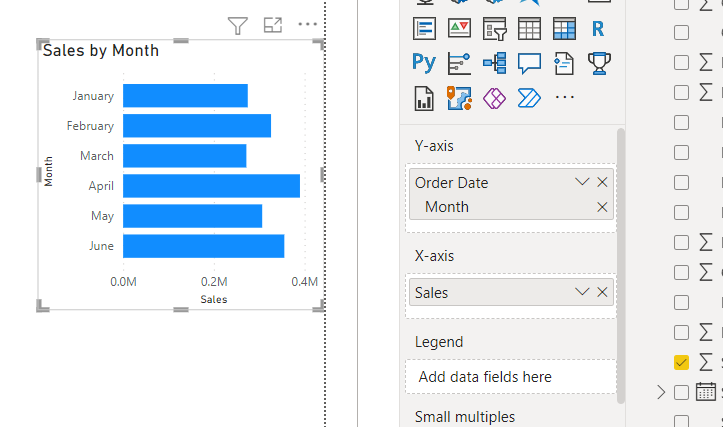 Sales by Month
Month
January
February
March
April
May
June
0.0M 0.2M 0.4M
Sales
R
Py
Y-axis
Order Date
Month
X-axis
Sales
Legend
Add data fields here
Small multiples